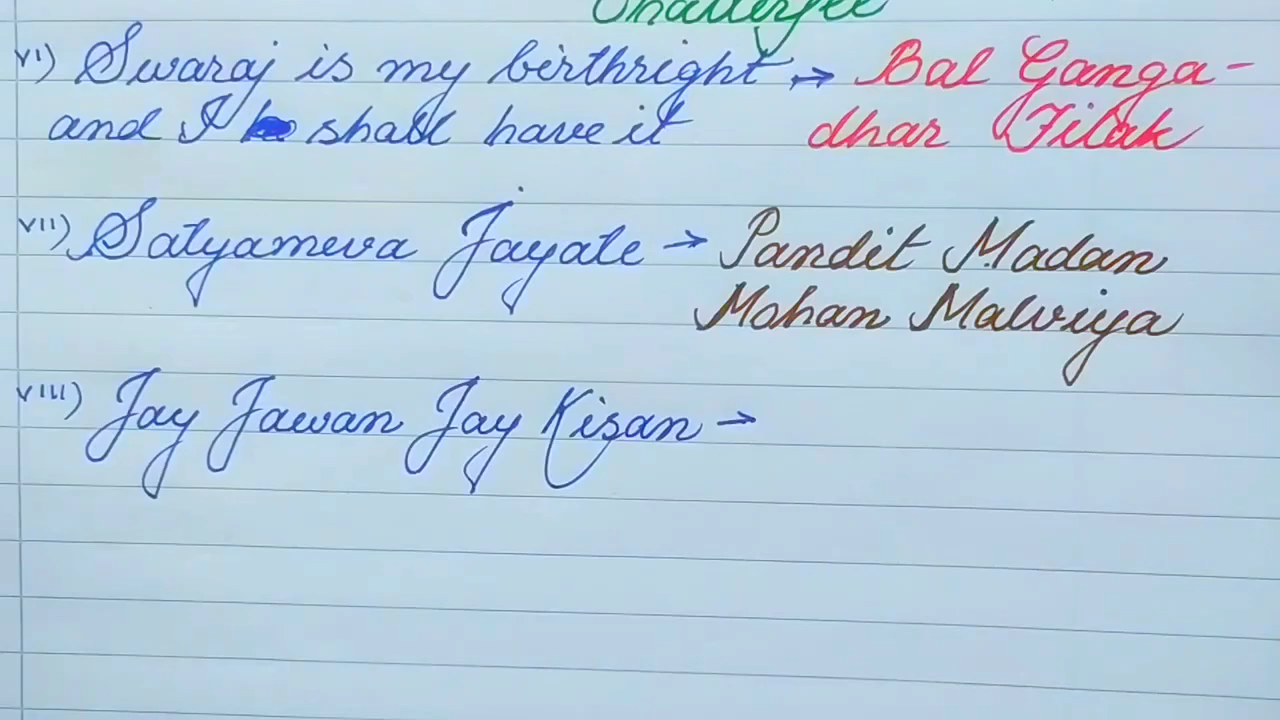 Chatterjee
vi) Swaraj is my birthright → Bal Ganga-
and I shall have it dhar Tilak
vii) Satyameva Jayate → Pandit Madan
Mohan Malviya
viii) Jay Jawan Jay Kisan →